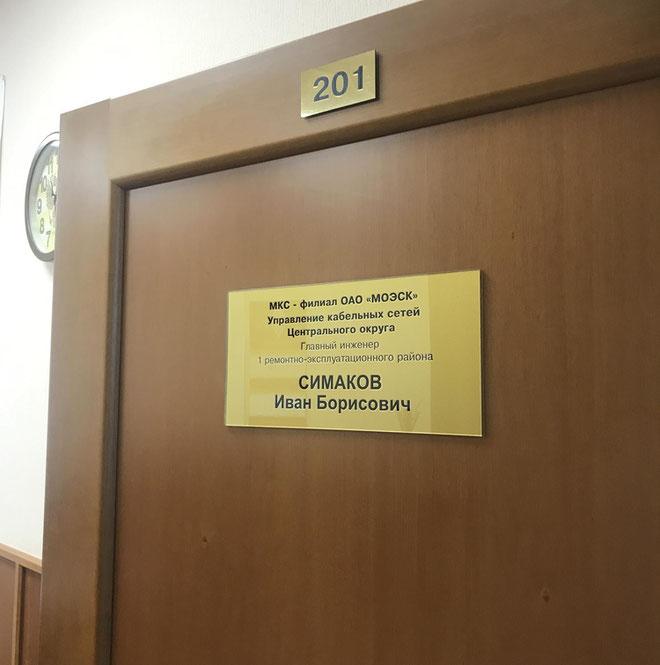 201
МКС - филиал ОАО «МОЭСК»
Управление кабельных сетей
Центрального округа
Главный инженер
1 ремонтно-эксплуатационного района
СИМАКОВ
Иван Борисович